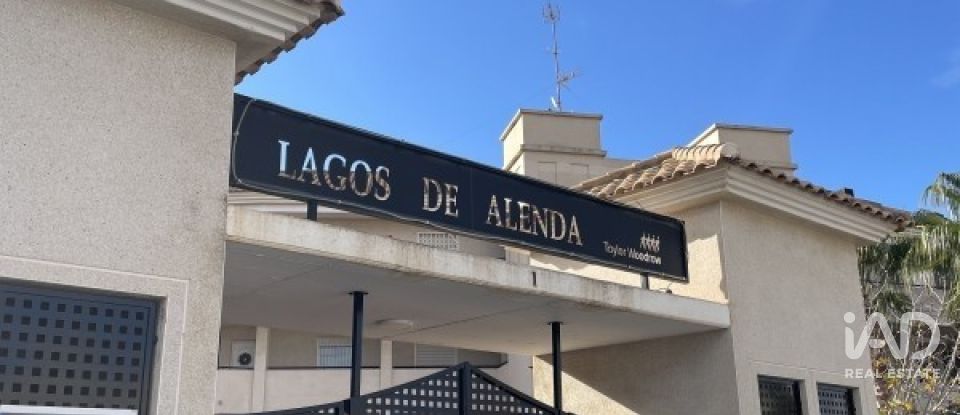 LAGOS DE ALENDA
Taylor Woodrow
iAD
REAL ESTATE